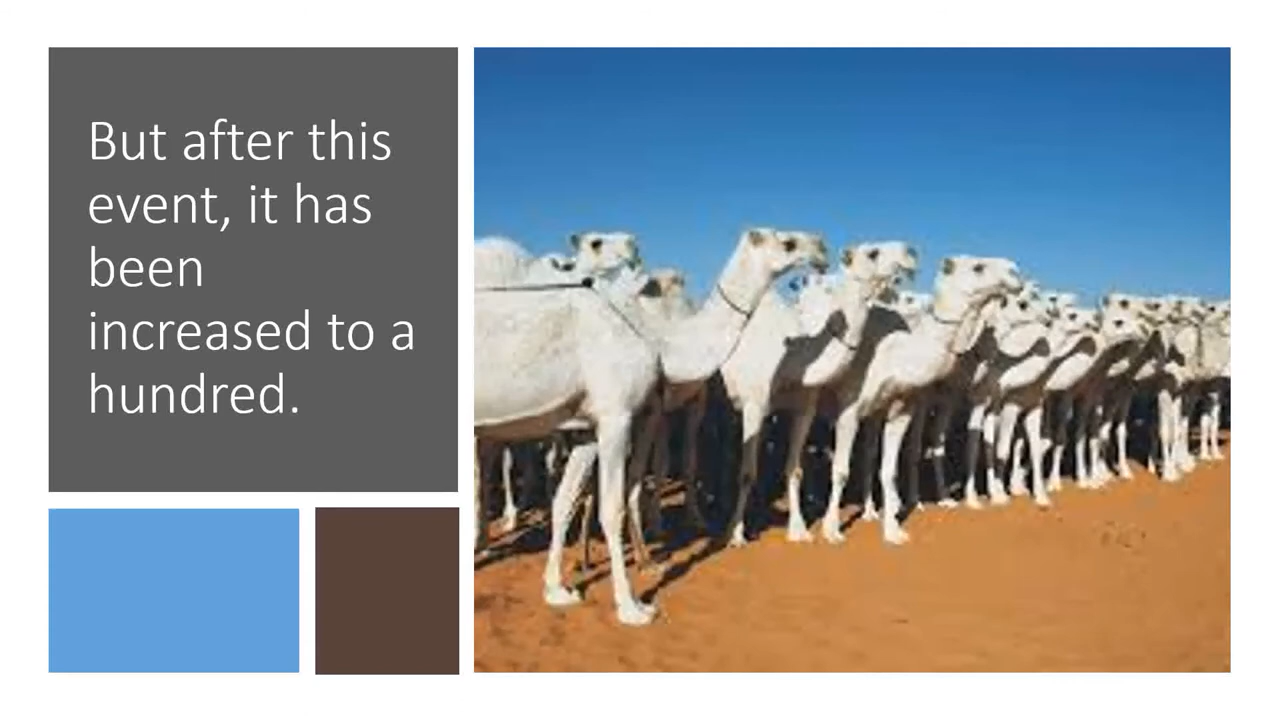 But after this
event, it has
been
increased to a
hundred.